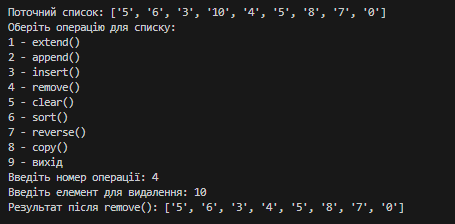 Поточний список: ['5', '6', '3', '10', '4', '5', '8', '7', '0']
Оберіть операцію для списку:
1 - extend()
2 - append()
3 - insert()
4 - remove()
5 - clear()
6 - sort()
7 - reverse()
8 - copy()
9 - вихід
Введіть номер операції: 4
Введіть елемент для видалення: 10
Результат після remove(): ['5', '6', '3', '4', '5', '8', '7', '0']